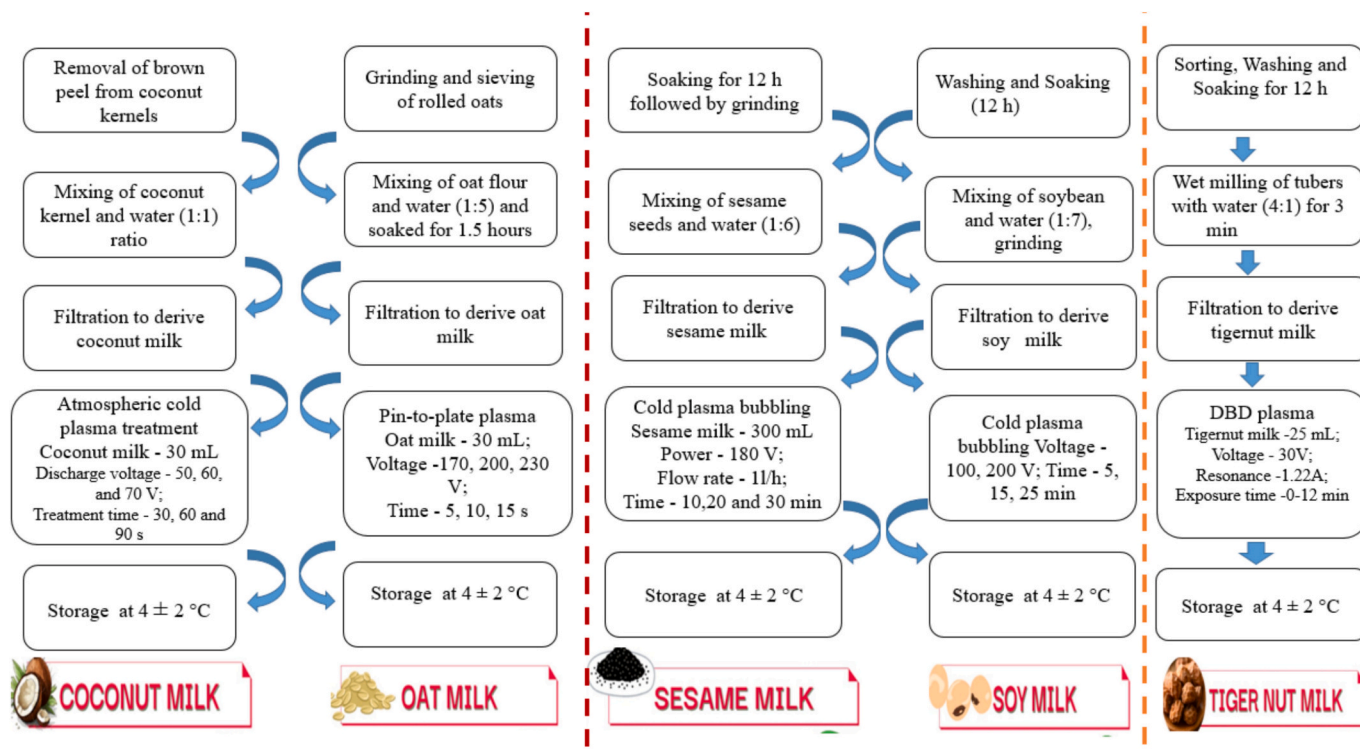 Removal of brown
peel from coconut
kernels
Mixing of coconut
kernel and water (1:1)
ratio
Filtration to derive
coconut milk
Atmospheric cold
plasma treatment
Coconut milk - 30 mL
Discharge voltage - 50, 60,
and 70 V;
Treatment time - 30, 60 and
90 s
Storage at 4 ± 2 °C
COCONUT MILK
Grinding and sieving
of rolled oats
Mixing of oat flour
and water (1:5) and
soaked for 1.5 hours
Filtration to derive oat
milk
Pin-to-plate plasma
Oat milk - 30 mL;
Voltage -170, 200, 230
V;
Time - 5, 10, 15 s
Storage at 4 ± 2 °C
OAT MILK
Soaking for 12 h
followed by grinding
Mixing of sesame
seeds and water (1:6)
Filtration to derive
sesame milk
Cold plasma bubbling
Sesame milk - 300 mL
Power - 180 V;
Flow rate - 1l/h;
Time - 10,20 and 30 min
Storage at 4 ± 2 °C
SESAME MILK
Washing and Soaking
(12 h)
Mixing of soybean
and water (1:7),
grinding
Filtration to derive
soy milk
Cold plasma
bubbling Voltage -
100, 200 V; Time - 5,
15, 25 min
Storage at 4 ± 2 °C
SOY MILK
Sorting, Washing and
Soaking for 12 h
Wet milling of tubers
with water (4:1) for 3
min
Filtration to derive
tigernut milk
DBD plasma
Tigernut milk -25 mL;
Voltage - 30V;
Resonance -1.22A;
Exposure time -0-12 min
Storage at 4 ± 2 °C
TIGER NUT MILK